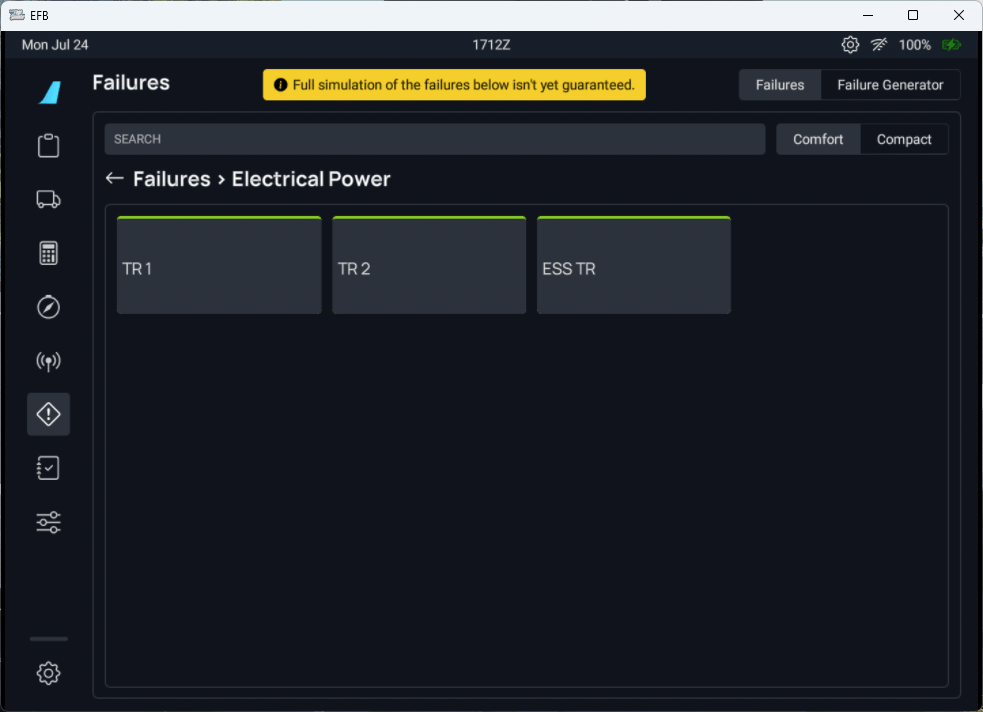 EFB
Mon Jul 24
1712Z
100%
Failures
Full simulation of the failures below isn't yet guaranteed.
Failures
Failure Generator
SEARCH
Comfort
Compact
Failures > Electrical Power
TR 1
TR 2
ESS TR